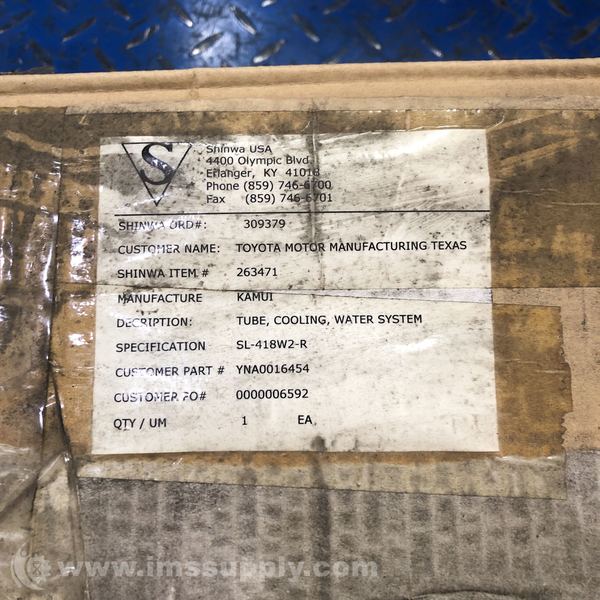 S
Shinwa USA
4400 Olympic Blvd.
Erlanger, KY 41018
Phone (859) 746-6700
Fax (859) 746-6701
SHINWA ORD#: 309379
CUSTOMER NAME: TOYOTA MOTOR MANUFACTURING TEXAS
SHINWA ITEM # 263471
MANUFACTURE KAMUI
DECRIPTION: TUBE, COOLING, WATER SYSTEM
SPECIFICATION SL-418W2-R
CUSTOMER PART # YNA0016454
CUSTOMER PO# 0000006592
QTY / UM 1 EA
www.imssupply.com